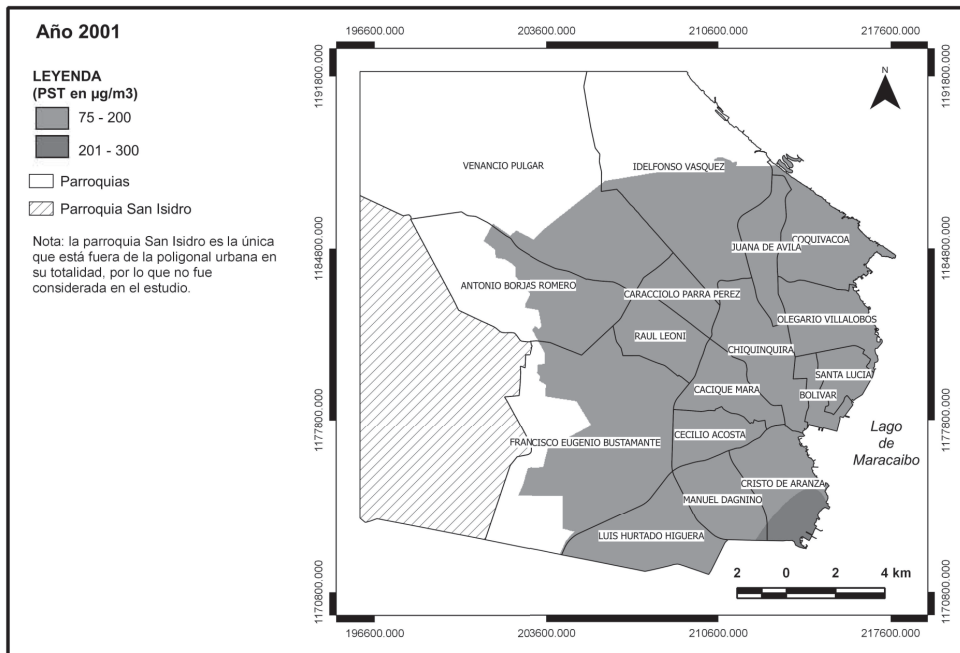 Año 2001
LEYENDA
(PST en µg/m3)
75 - 200
201 - 300
Parroquias
Parroquia San Isidro
Nota: la parroquia San Isidro es la única
que está fuera de la poligonal urbana en
su totalidad, por lo que no fue
considerada en el estudio.
196600.000
203600.000
210600.000
217600.000
1191800.000
1191800.000
N
VENANCIO PULGAR
IDELFONSO VASQUEZ
1184800.000
1184800.000
JUANA DE AVILA
COQUIVACOA
ANTONIO BORJAS ROMERO
CARACCIOLO PARRA PEREZ
OLEGARIO VILLALOBOS
RAUL LEONI
CHIQUINQUIRA
SANTA LUCIA
CACIQUE MARA
BOLIVAR
1177800.000
1177800.000
Lago
de
Maracaibo
FRANCISCO EUGENIO BUSTAMANTE
CECILIO ACOSTA
CRISTO DE ARANZA
MANUEL DAGNINO
LUIS HURTADO HIGUERA
2 0 2 4 km
1170800.000
1170800.000
196600.000
203600.000
210600.000
217600.000